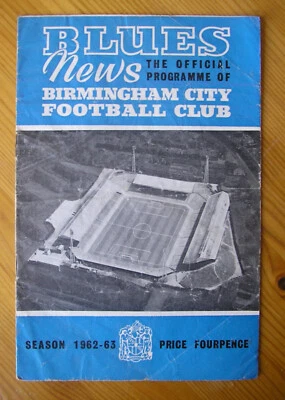 BLUES
News THE OFFICIAL
PROGRAMME OF
BIRMINGHAM CITY
FOOTBALL CLUB
SEASON 1962-63 PRICE FOURPENCE